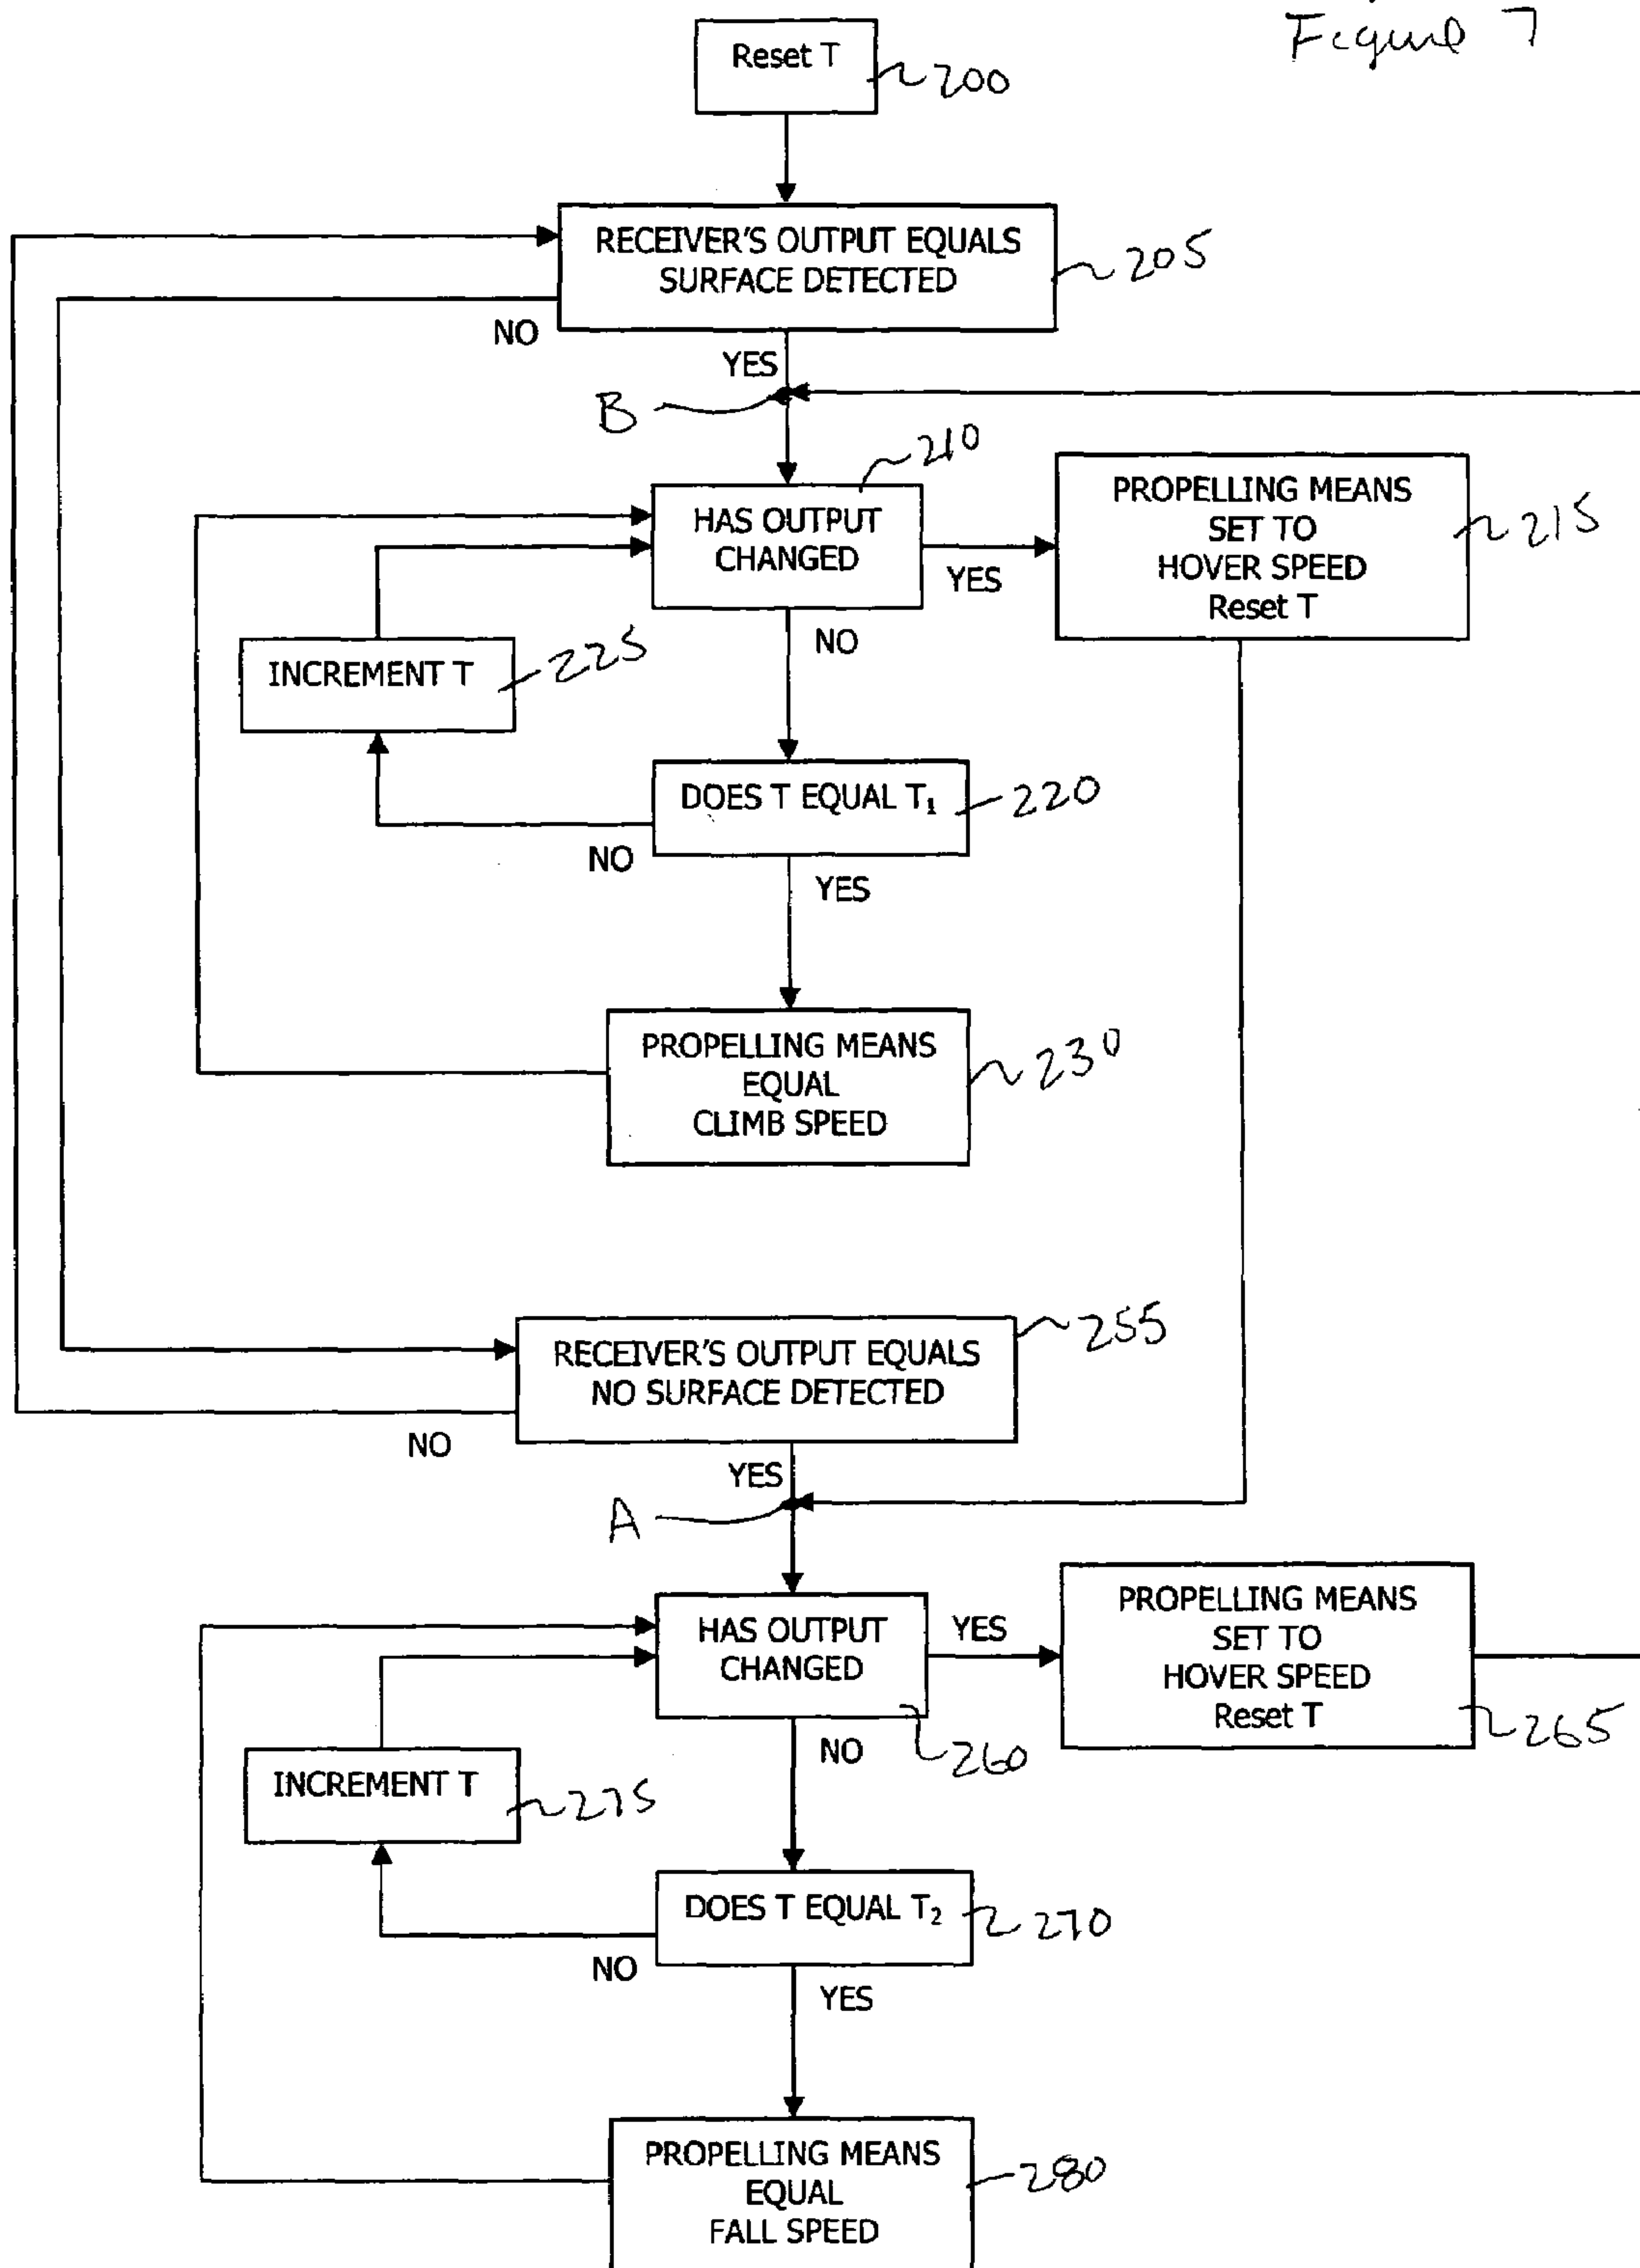 Figure 7
Reset T
200
RECEIVER'S OUTPUT EQUALS
SURFACE DETECTED
205
NO
YES
B
210
HAS OUTPUT
CHANGED
YES
PROPELLING MEANS
SET TO
HOVER SPEED
Reset T
215
NO
INCREMENT T
225
DOES T EQUAL T₁
220
NO
YES
PROPELLING MEANS
EQUAL
CLIMB SPEED
230
RECEIVER'S OUTPUT EQUALS
NO SURFACE DETECTED
255
NO
YES
A
HAS OUTPUT
CHANGED
260
YES
PROPELLING MEANS
SET TO
HOVER SPEED
Reset T
265
NO
INCREMENT T
275
DOES T EQUAL T₂
270
NO
YES
PROPELLING MEANS
EQUAL
FALL SPEED
280